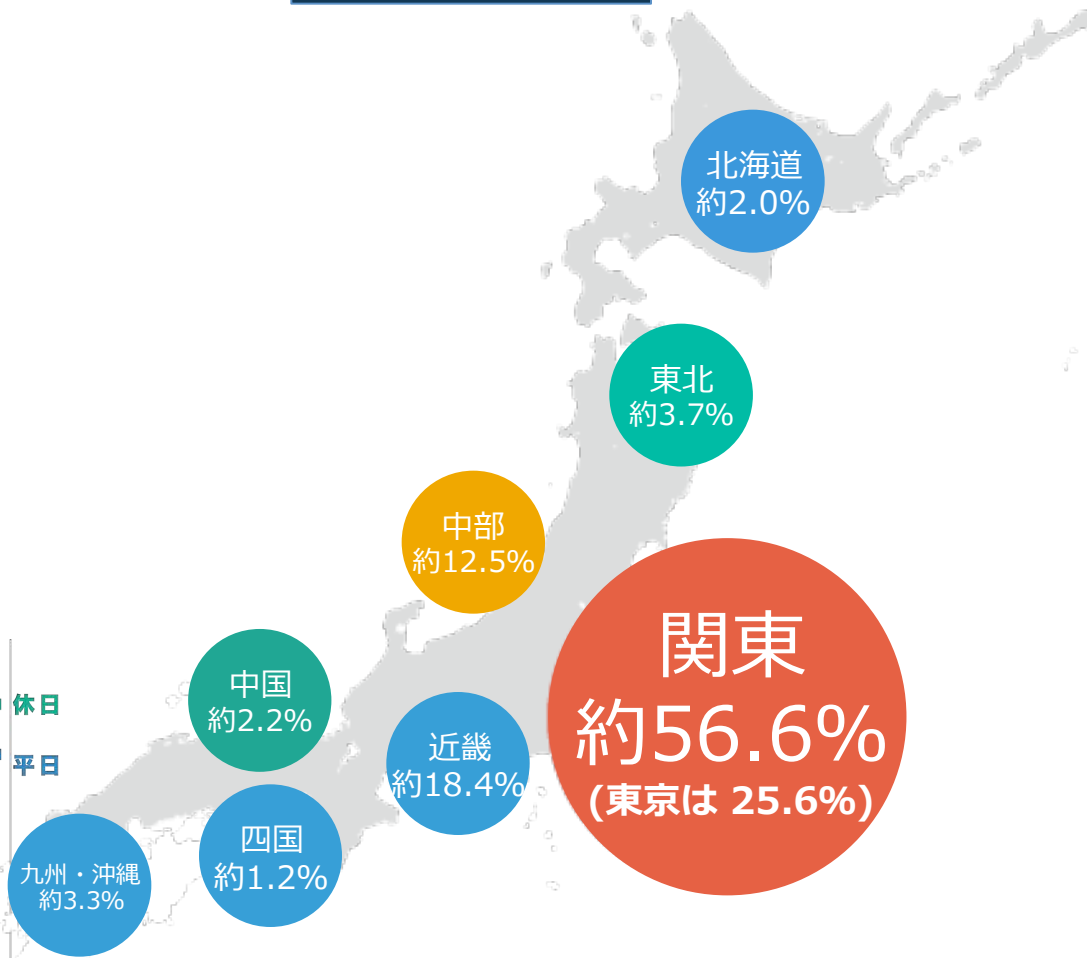 北海道
約2.0%
東北
約3.7%
中部
約12.5%
関東
約56.6%
(東京は 25.6%)
中国
約2.2%
休日
近畿
約18.4%
平日
四国
約1.2%
九州・沖縄
約3.3%